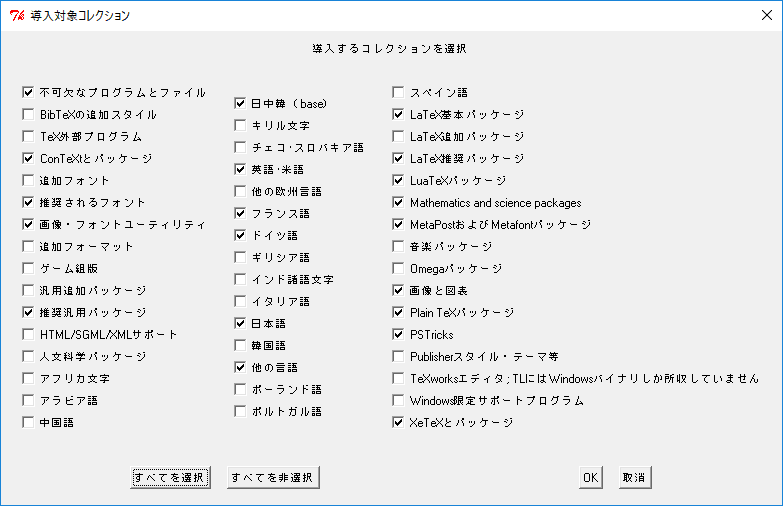 導入対象コレクション
導入するコレクションを選択
不可欠なプログラムとファイル
BibTeXの追加スタイル
TeX外部プログラム
ConTeXtとパッケージ
追加フォント
推奨されるフォント
画像・フォントユーティリティ
追加フォーマット
ゲーム組版
汎用追加パッケージ
推奨汎用パッケージ
HTML/SGML/XMLサポート
人文科学パッケージ
アフリカ文字
アラビア語
中国語
日中韓（base）
キリル文字
チェコ・スロバキア語
英語・米語
他の欧州言語
フランス語
ドイツ語
ギリシア語
インド諸語文字
イタリア語
日本語
韓国語
他の言語
ポーランド語
ポルトガル語
スペイン語
LaTeX基本パッケージ
LaTeX追加パッケージ
LaTeX推奨パッケージ
LuaTeXパッケージ
Mathematics and science packages
MetaPostおよびMetafontパッケージ
音楽パッケージ
Omegaパッケージ
画像と図表
Plain TeXパッケージ
PSTricks
Publisherスタイル・テーマ等
TeXworksエディタ；TLにはWindowsバイナリしか所収していません
Windows限定サポートプログラム
XeTeXとパッケージ
すべてを選択
すべてを非選択
OK
取消